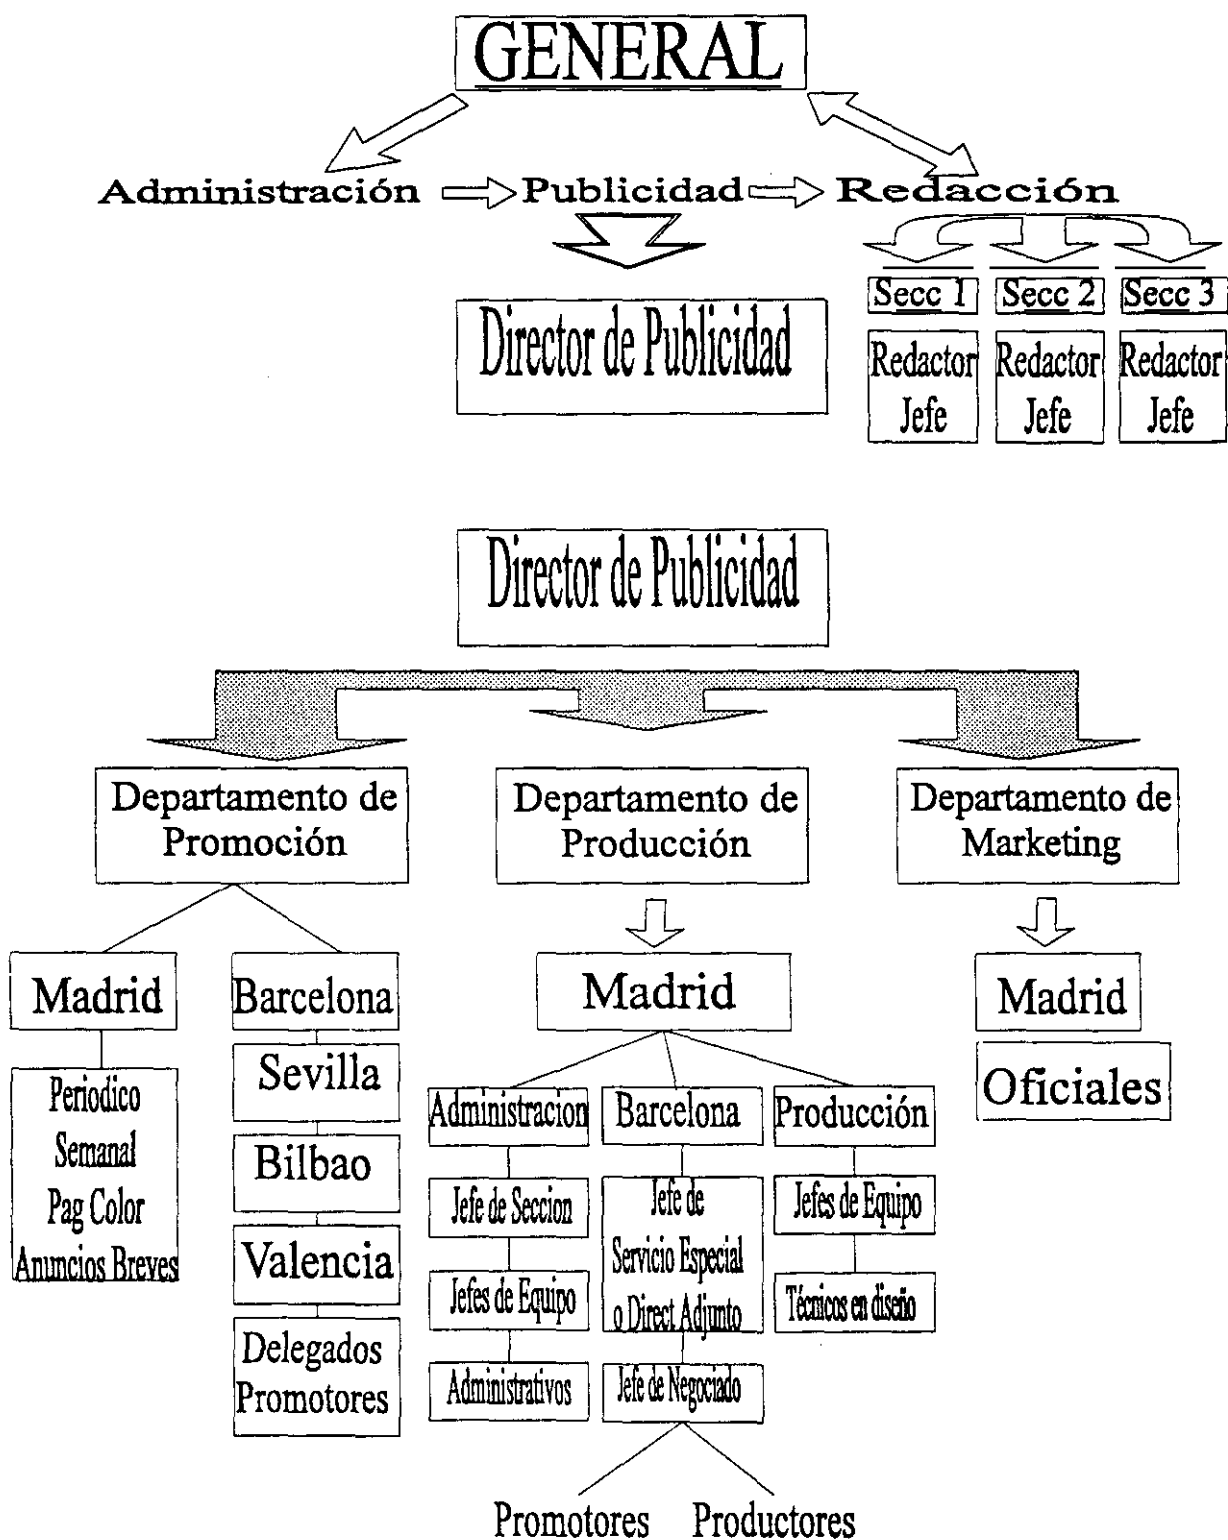 GENERAL
Administración Publicidad Redacción
Director de Publicidad
Secc 1 Secc 2 Secc 3
Redactor Jefe
Redactor Jefe
Redactor Jefe
Director de Publicidad
Departamento de
Promoción
Departamento de
Producción
Departamento de
Marketing
Madrid
Periodico
Semanal
Pag Color
Anuncios Breves
Barcelona
Sevilla
Bilbao
Valencia
Delegados
Promotores
Madrid
Administracion
Jefe de Seccion
Jefes de Equipo
Administrativos
Barcelona
Jefe de
Servicio Especial
o Direct Adjunto
Jefe de Negociado
Promotores Productores
Producción
Jefes de Equipo
Técnicos en diseño
Madrid
Oficiales